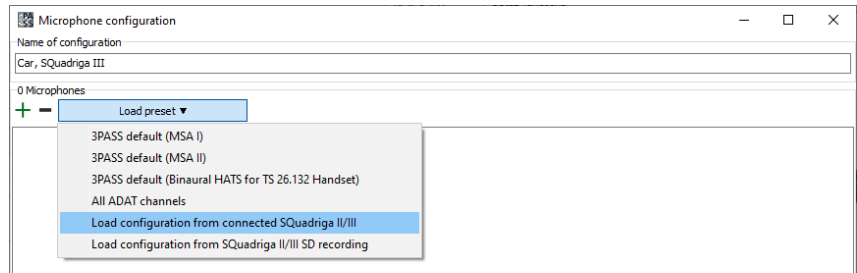 Microphone configuration
Name of configuration
Car, SQuadriga III
0 Microphones
Load preset ▼
3PASS default (MSA I)
3PASS default (MSA II)
3PASS default (Binaural HATS for TS 26.132 Handset)
All ADAT channels
Load configuration from connected SQuadriga II/III
Load configuration from SQuadriga II/III SD recording